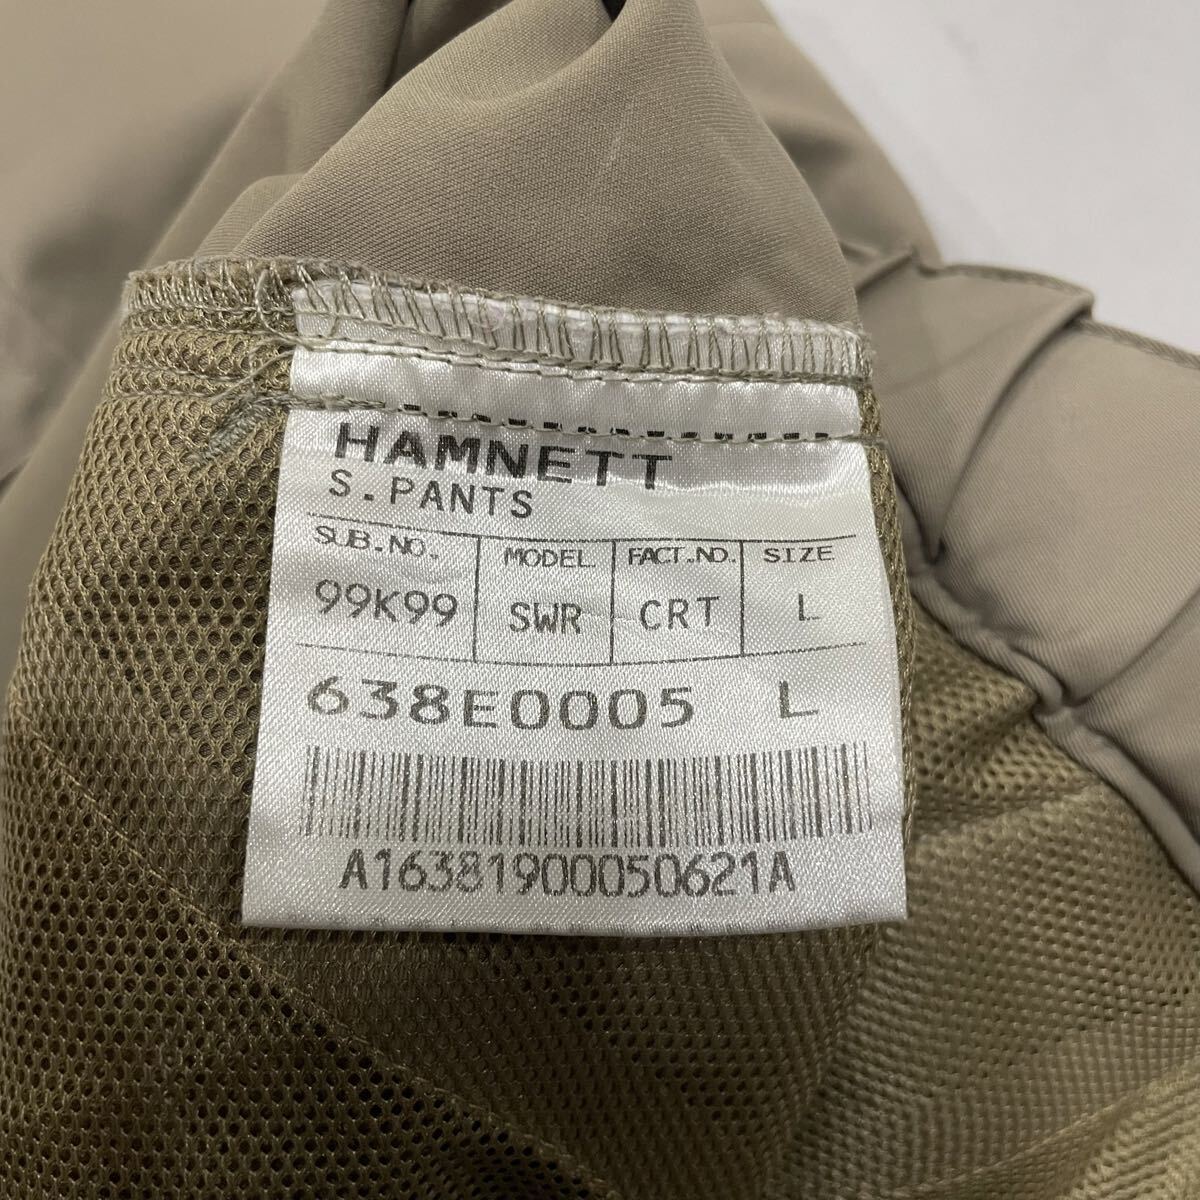 HAMNETT
S.PANTS
SUB.NO. MODEL FACT.NO. SIZE
99K99 SWR CRT L
638E0005 L
A16381900050621A